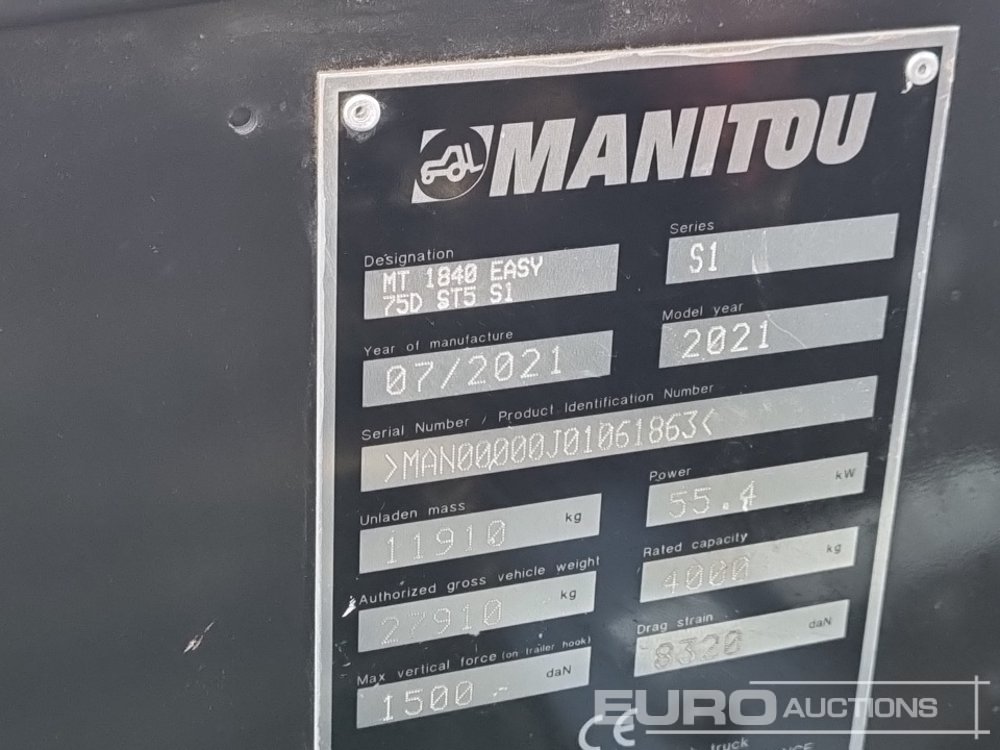 MANITOU
Designation
MT 1840 EASY
75D ST5 S1
Series
S1
Year of manufacture
07/2021
Model year
2021
Serial Number / Product Identification Number
>MAN00000J01061863<
Unladen mass
11910 kg
Power
55.4 kW
Authorized gross vehicle weight
27910 kg
Rated capacity
4000 kg
Max vertical force (on trailer hook)
1500 daN
Drag strain
8320 daN
CE
truck
EURO AUCTIONS